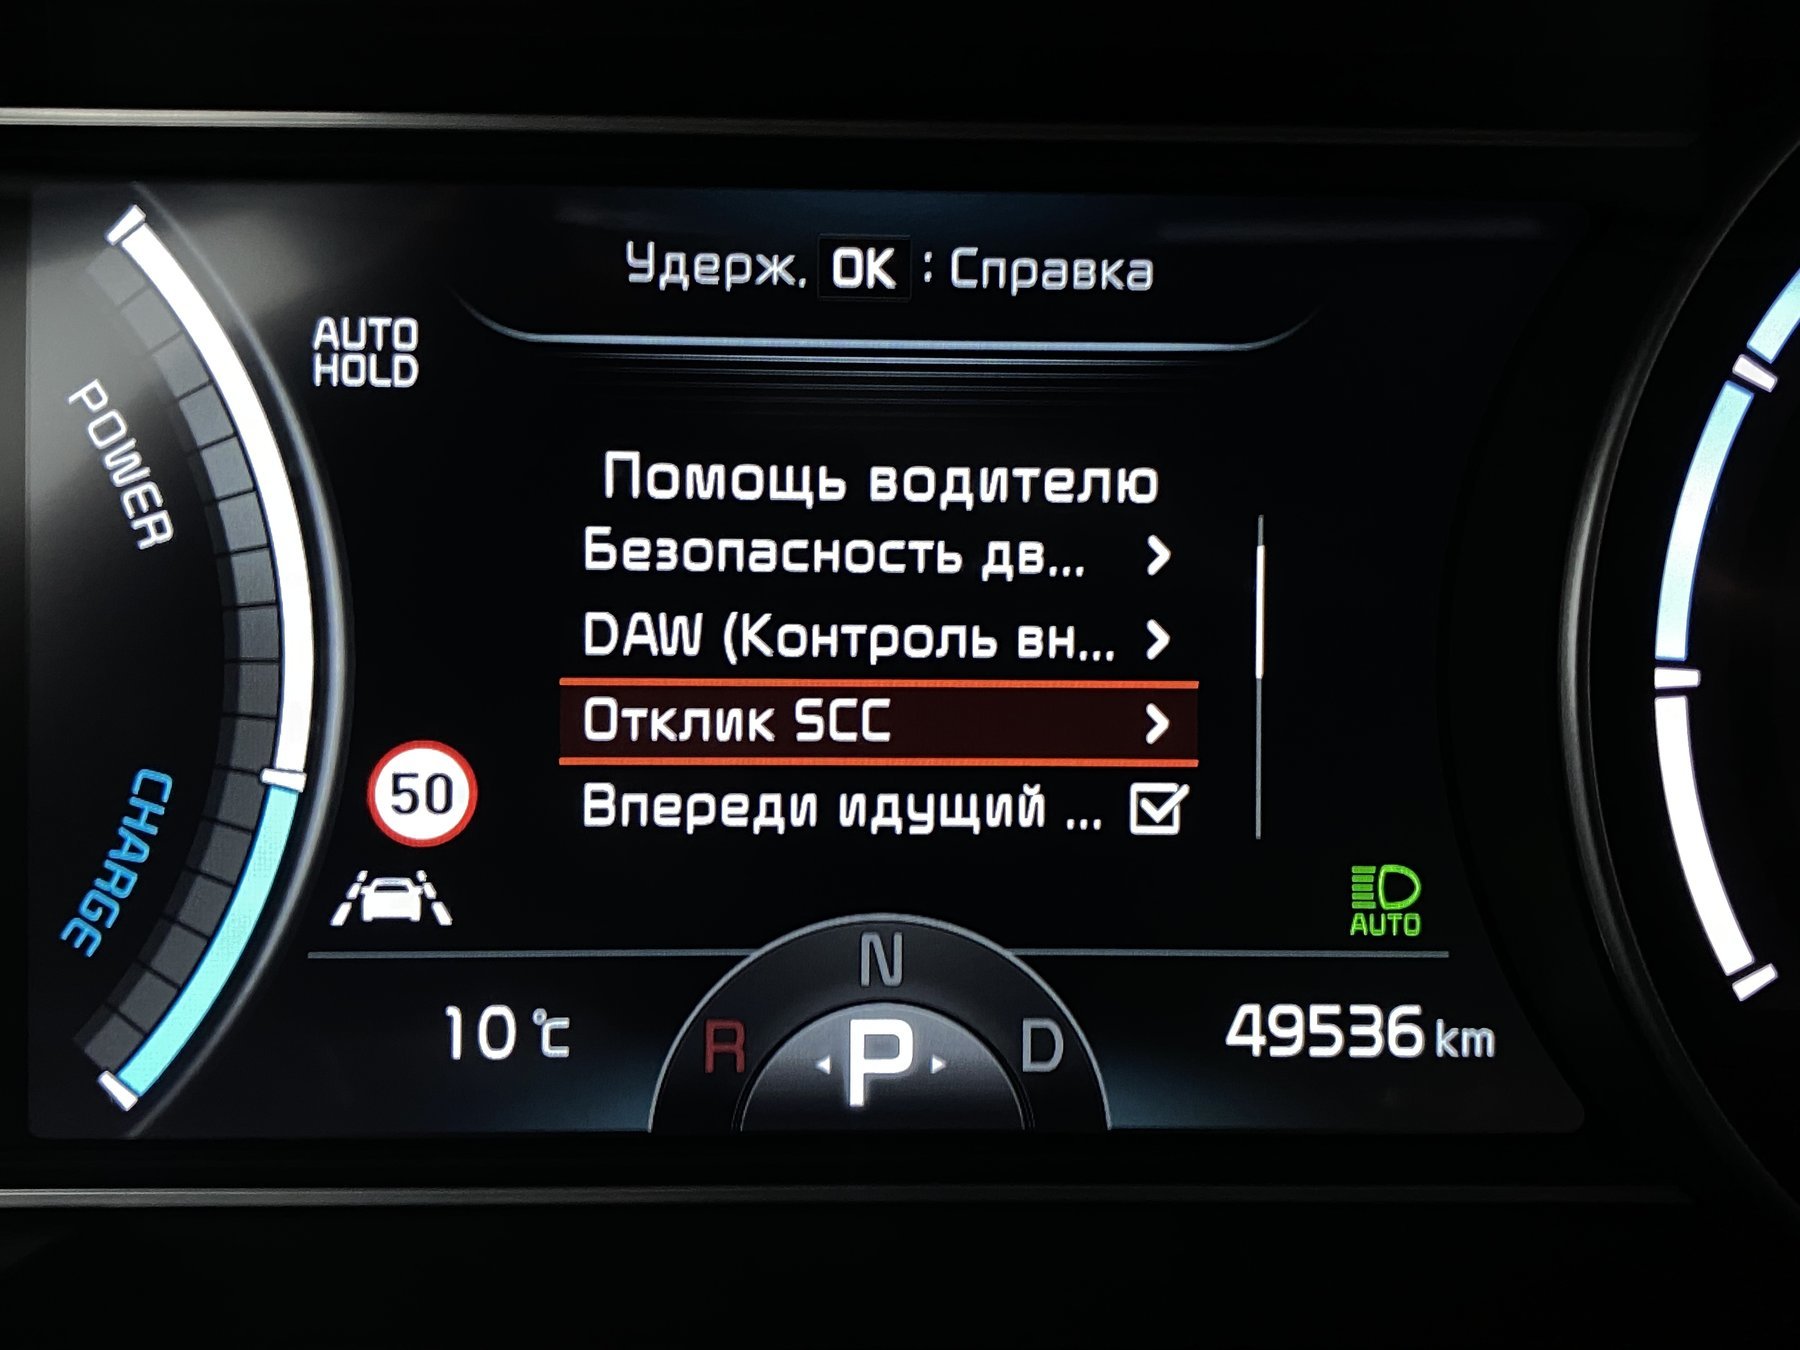 Удерж. OK : Справка
AUTO
HOLD
POWER
Помощь водителю
Безопасность дв... >
DAW (Контроль вн... >
Отклик SCC >
50
Впереди идущий ...
CHARGE
AUTO
N
R P D
10 °C
49536 km